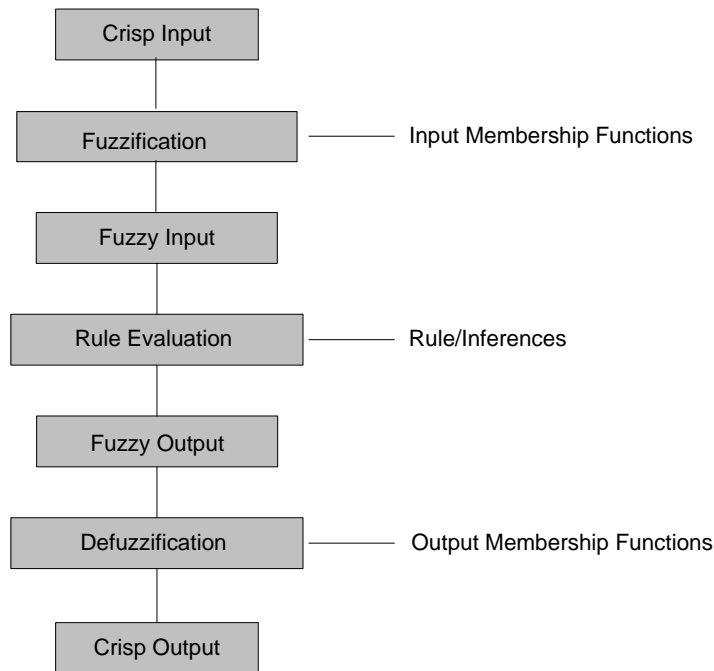 Crisp Input
Fuzzification
Input Membership Functions
Fuzzy Input
Rule Evaluation
Rule/Inferences
Fuzzy Output
Defuzzification
Output Membership Functions
Crisp Output